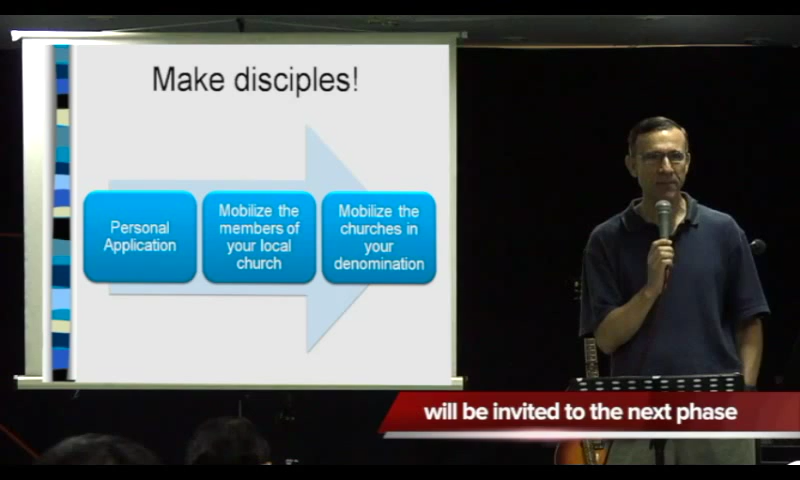 Make disciples!
Personal
Application
Mobilize the
members of
your local
church
Mobilize the
churches in
your
denomination
will be invited to the next phase